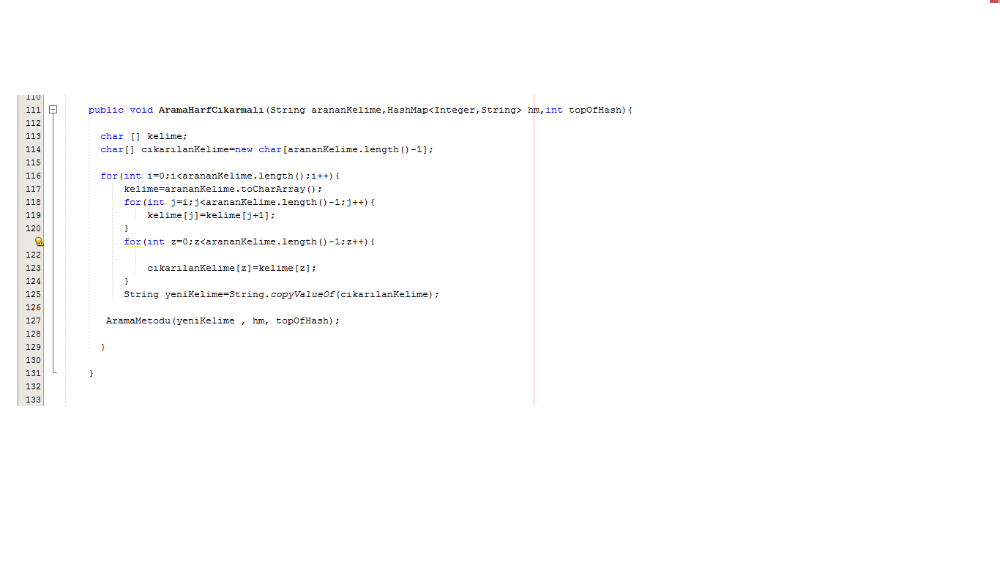 110
111 public void AramaHarfCıkarmalı(String arananKelime,HashMap<Integer,String> hm,int topOfHash){
112
113 char [] kelime;
114 char[] cıkarılanKelime=new char[arananKelime.length()-1];
115
116 for(int i=0;i<arananKelime.length();i++){
117 kelime=arananKelime.toCharArray();
118 for(int j=i;j<arananKelime.length()-1;j++){
119 kelime[j]=kelime[j+1];
120 }
for(int z=0;z<arananKelime.length()-1;z++){
122
123 cıkarılanKelime[z]=kelime[z];
124 }
125 String yeniKelime=String.copyValueOf(cıkarılanKelime);
126
127 AramaMetodu(yeniKelime , hm, topOfHash);
128
129 }
130
131 }
132
133